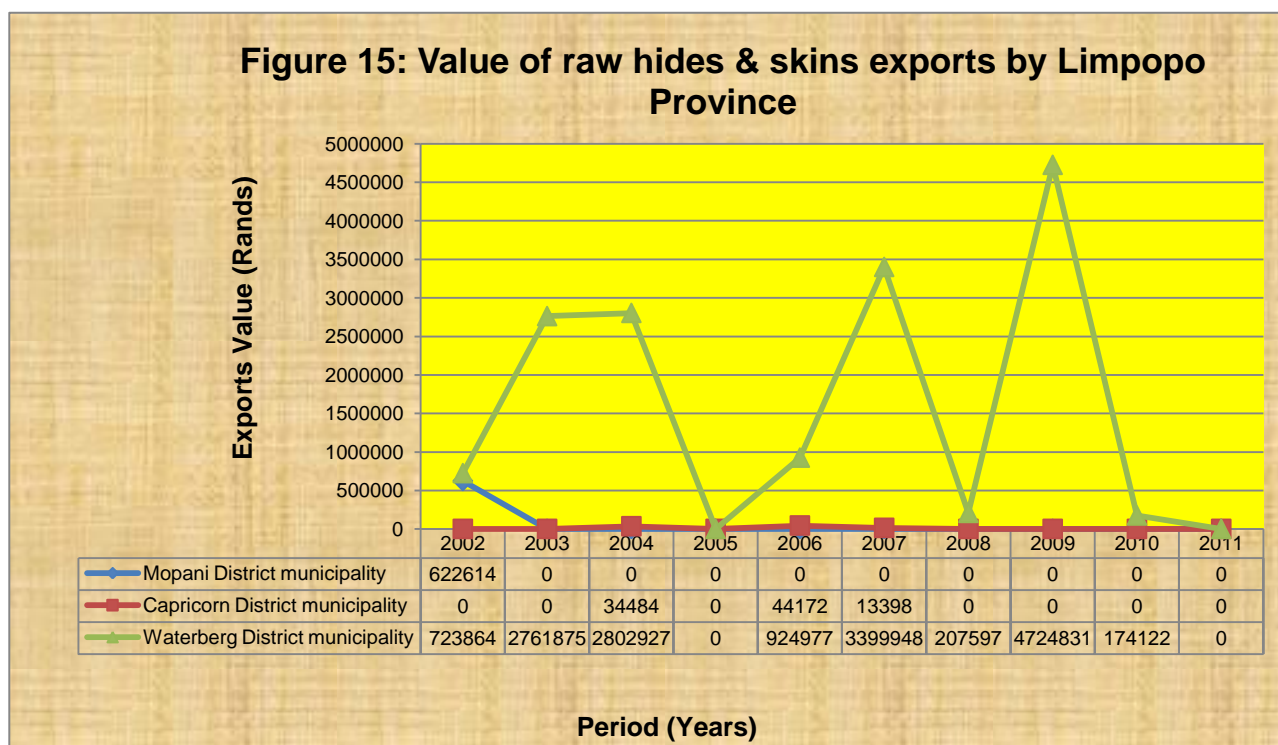 Figure 15: Value of raw hides & skins exports by Limpopo
Province
Exports Value (Rands)
5000000
4500000
4000000
3500000
3000000
2500000
2000000
1500000
1000000
500000
0
2002 2003 2004 2005 2006 2007 2008 2009 2010 2011
Mopani District municipality 622614 0 0 0 0 0 0 0 0 0
Capricorn District municipality 0 0 34484 0 44172 13398 0 0 0 0
Waterberg District municipality 723864 2761875 2802927 0 924977 3399948 207597 4724831 174122 0
Period (Years)